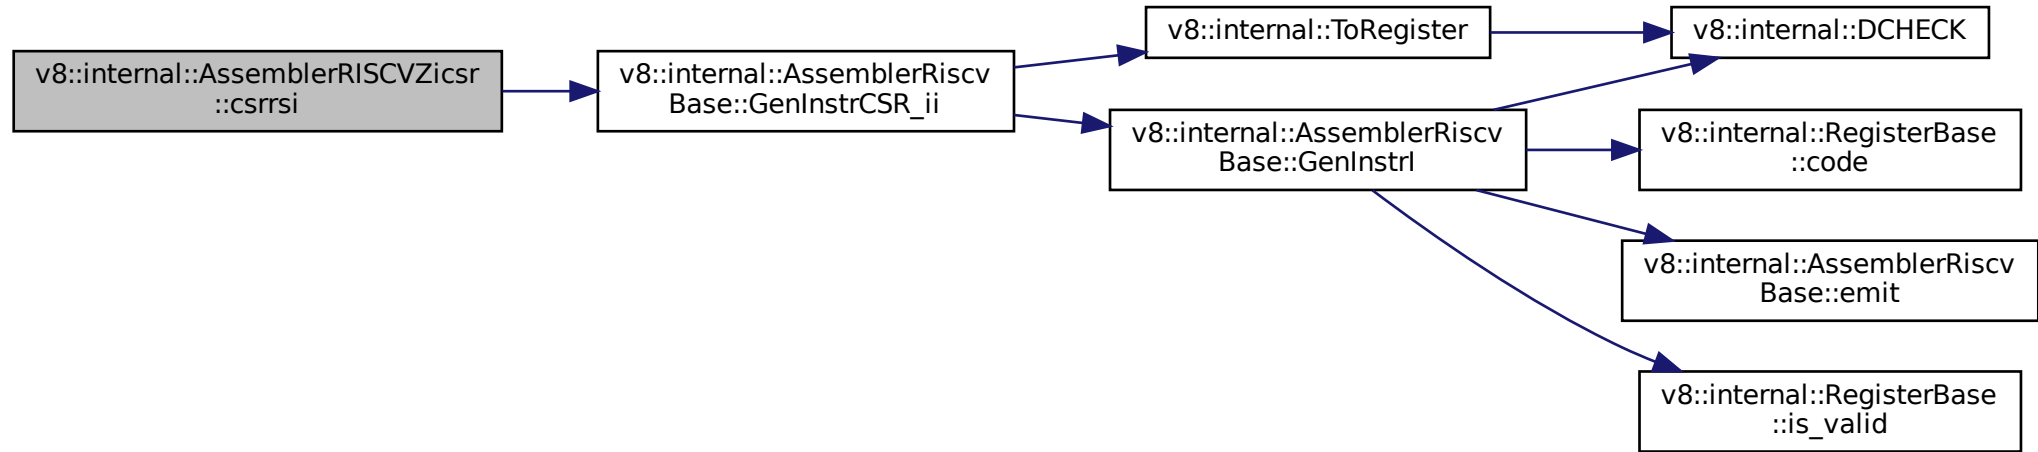 v8::internal::AssemblerRISCVZicsr
::csrrsi
v8::internal::AssemblerRiscv
Base::GenInstrCSR_ii
v8::internal::ToRegister
v8::internal::DCHECK
v8::internal::AssemblerRiscv
Base::GenInstrI
v8::internal::RegisterBase
::code
v8::internal::AssemblerRiscv
Base::emit
v8::internal::RegisterBase
::is_valid